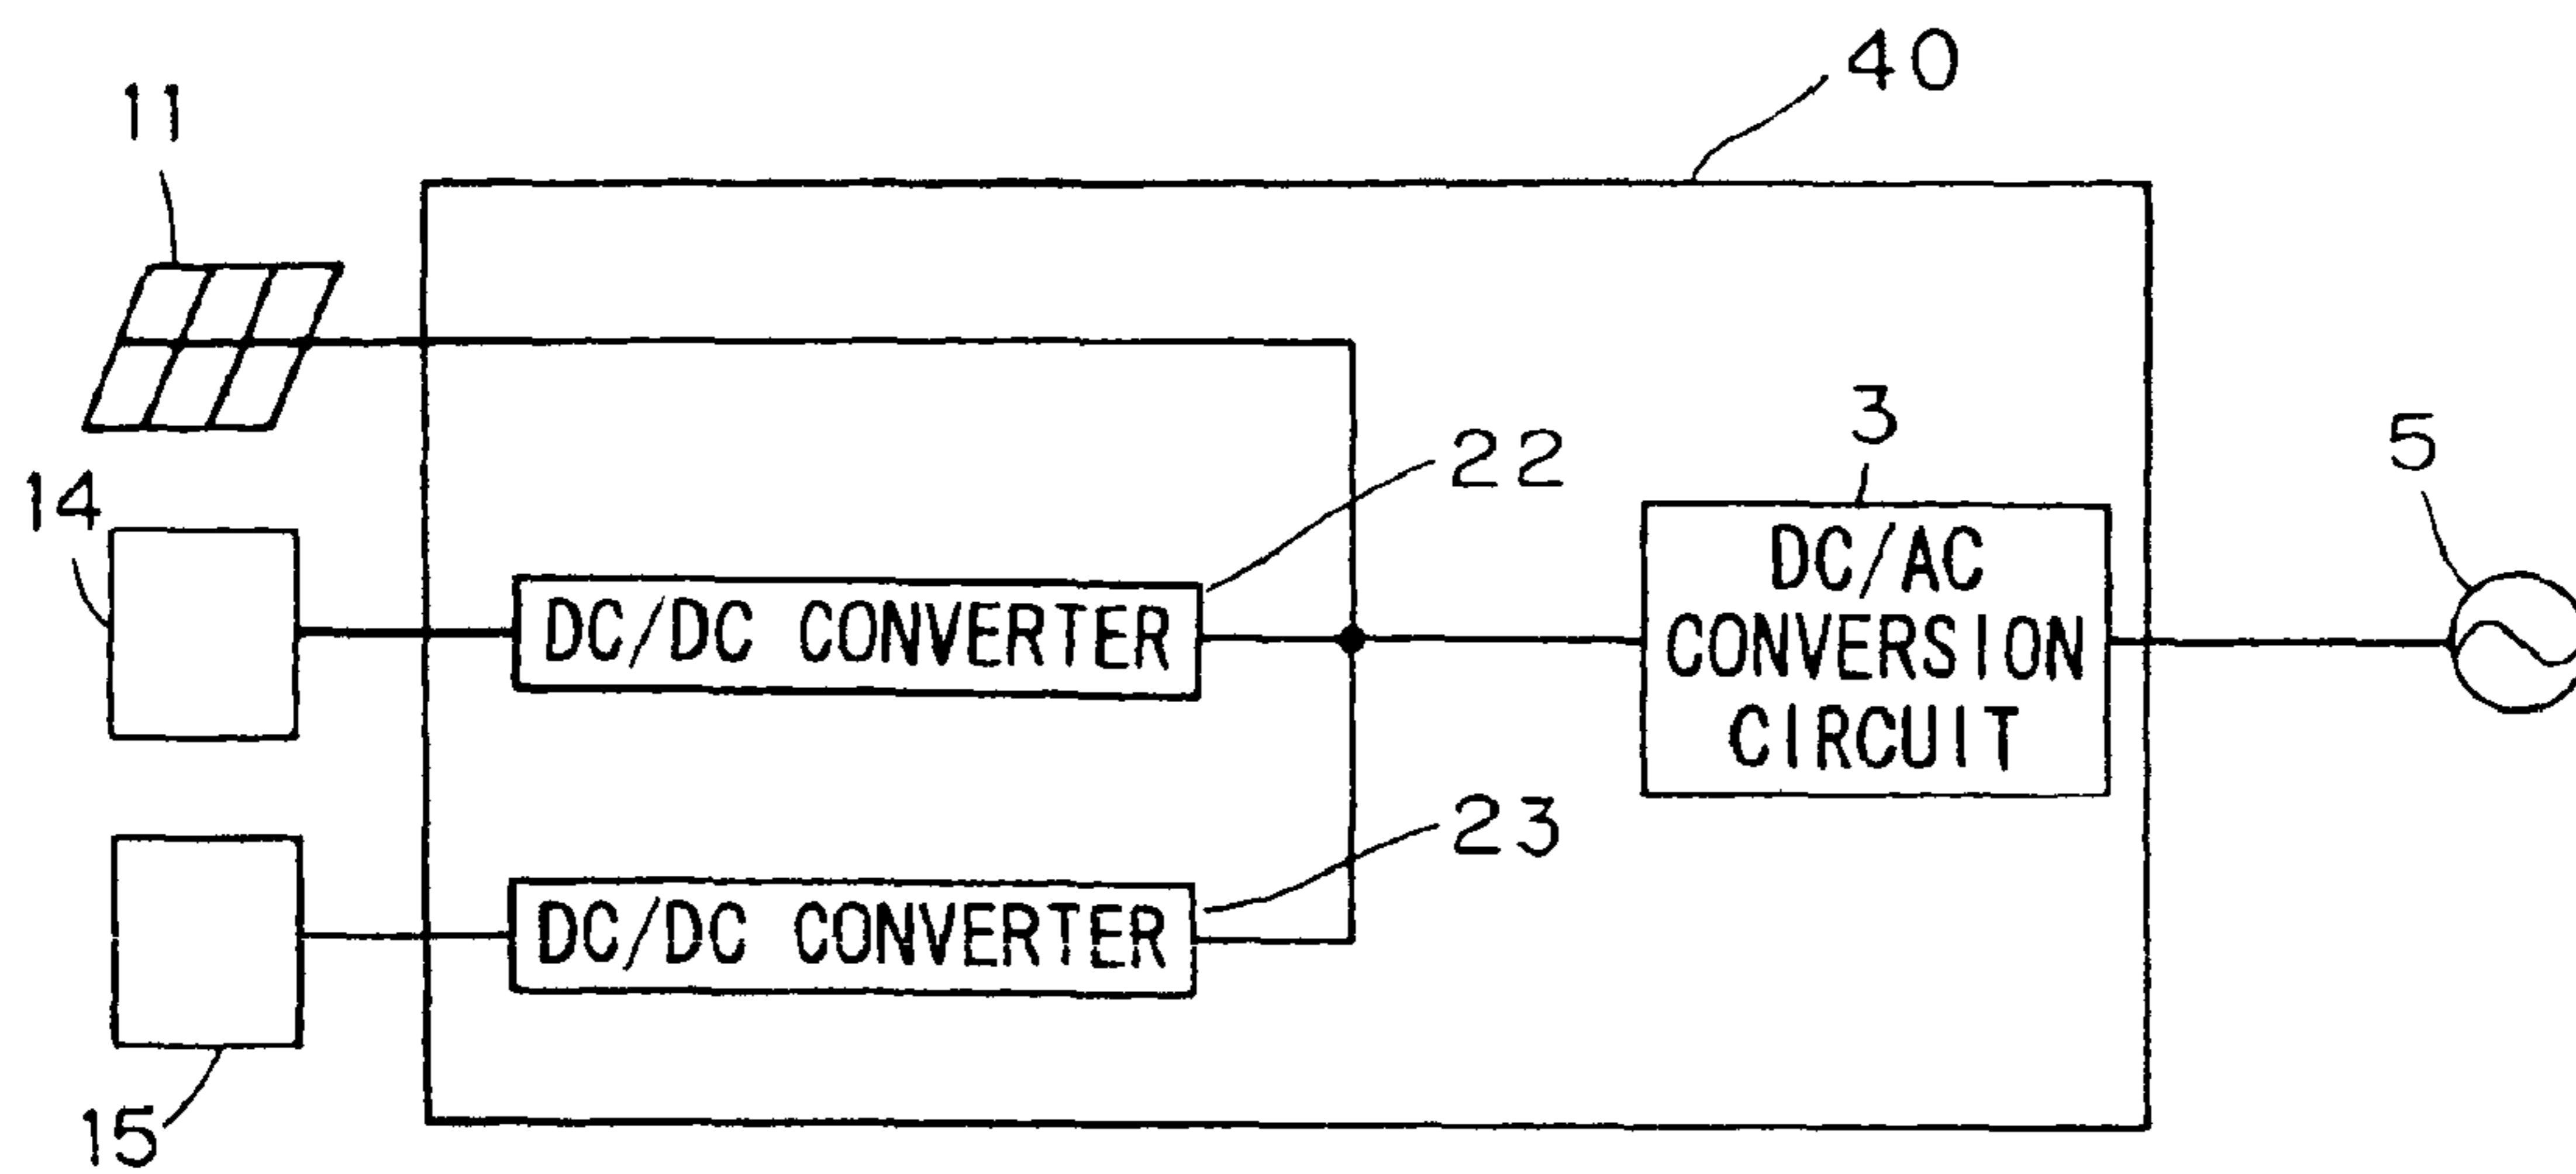 40
11
3
22
5
14
DC/AC
CONVERSION
CIRCUIT
DC/DC CONVERTER
23
DC/DC CONVERTER
15